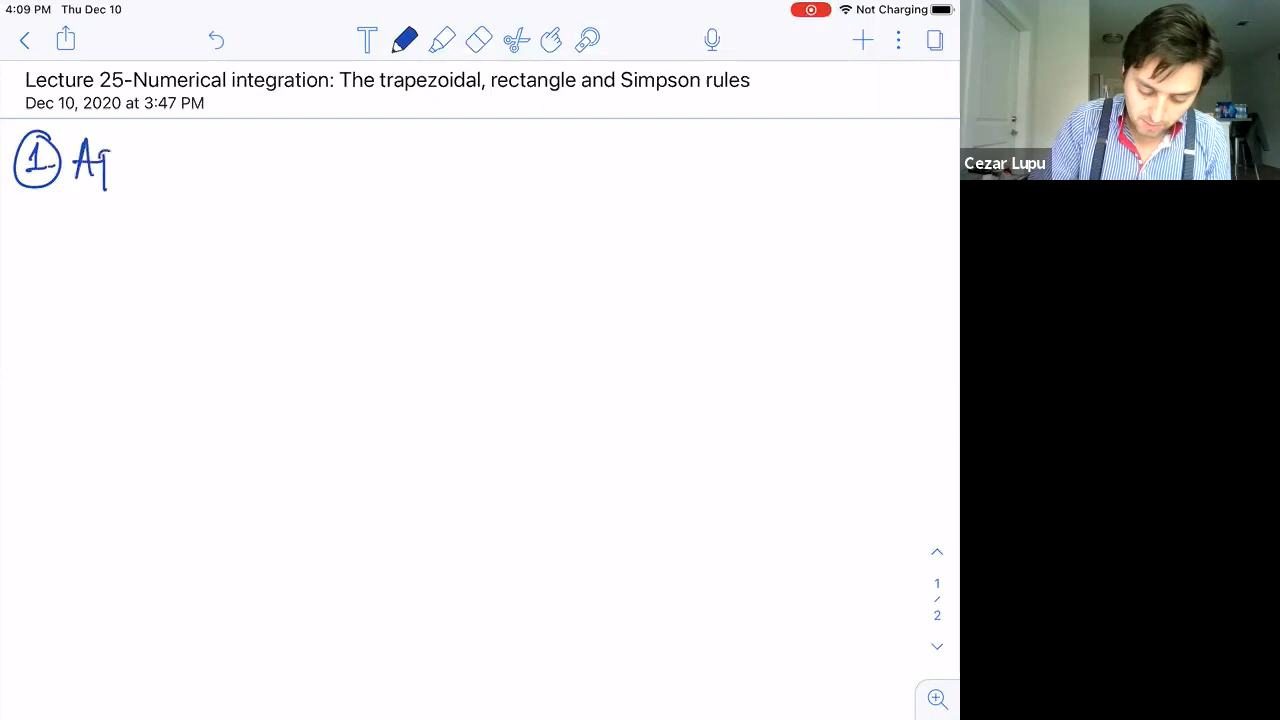 4:09 PM Thu Dec 10
Not Charging
T
Lecture 25-Numerical integration: The trapezoidal, rectangle and Simpson rules
Dec 10, 2020 at 3:47 PM
1 Ap
Cezar Lupu
1
/
2